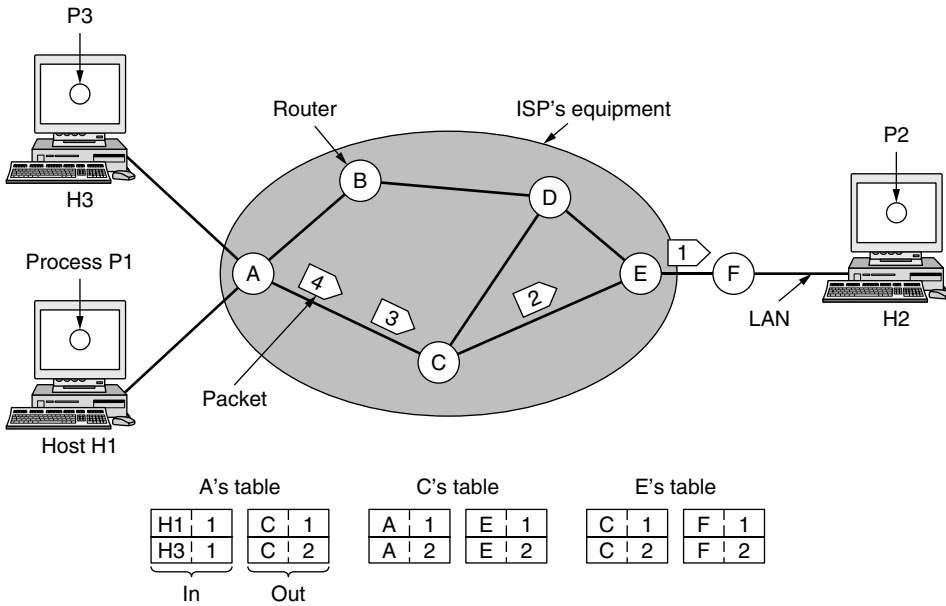 P3
Router
ISP's equipment
P2
H3
B
D
Process P1
A
4
3
C
2
E
1
F
LAN
H2
Packet
Host H1
A's table
C's table
E's table
H1 1 C 1 A 1 E 1 C 1 F 1
H3 1 C 2 A 2 E 2 C 2 F 2
In Out